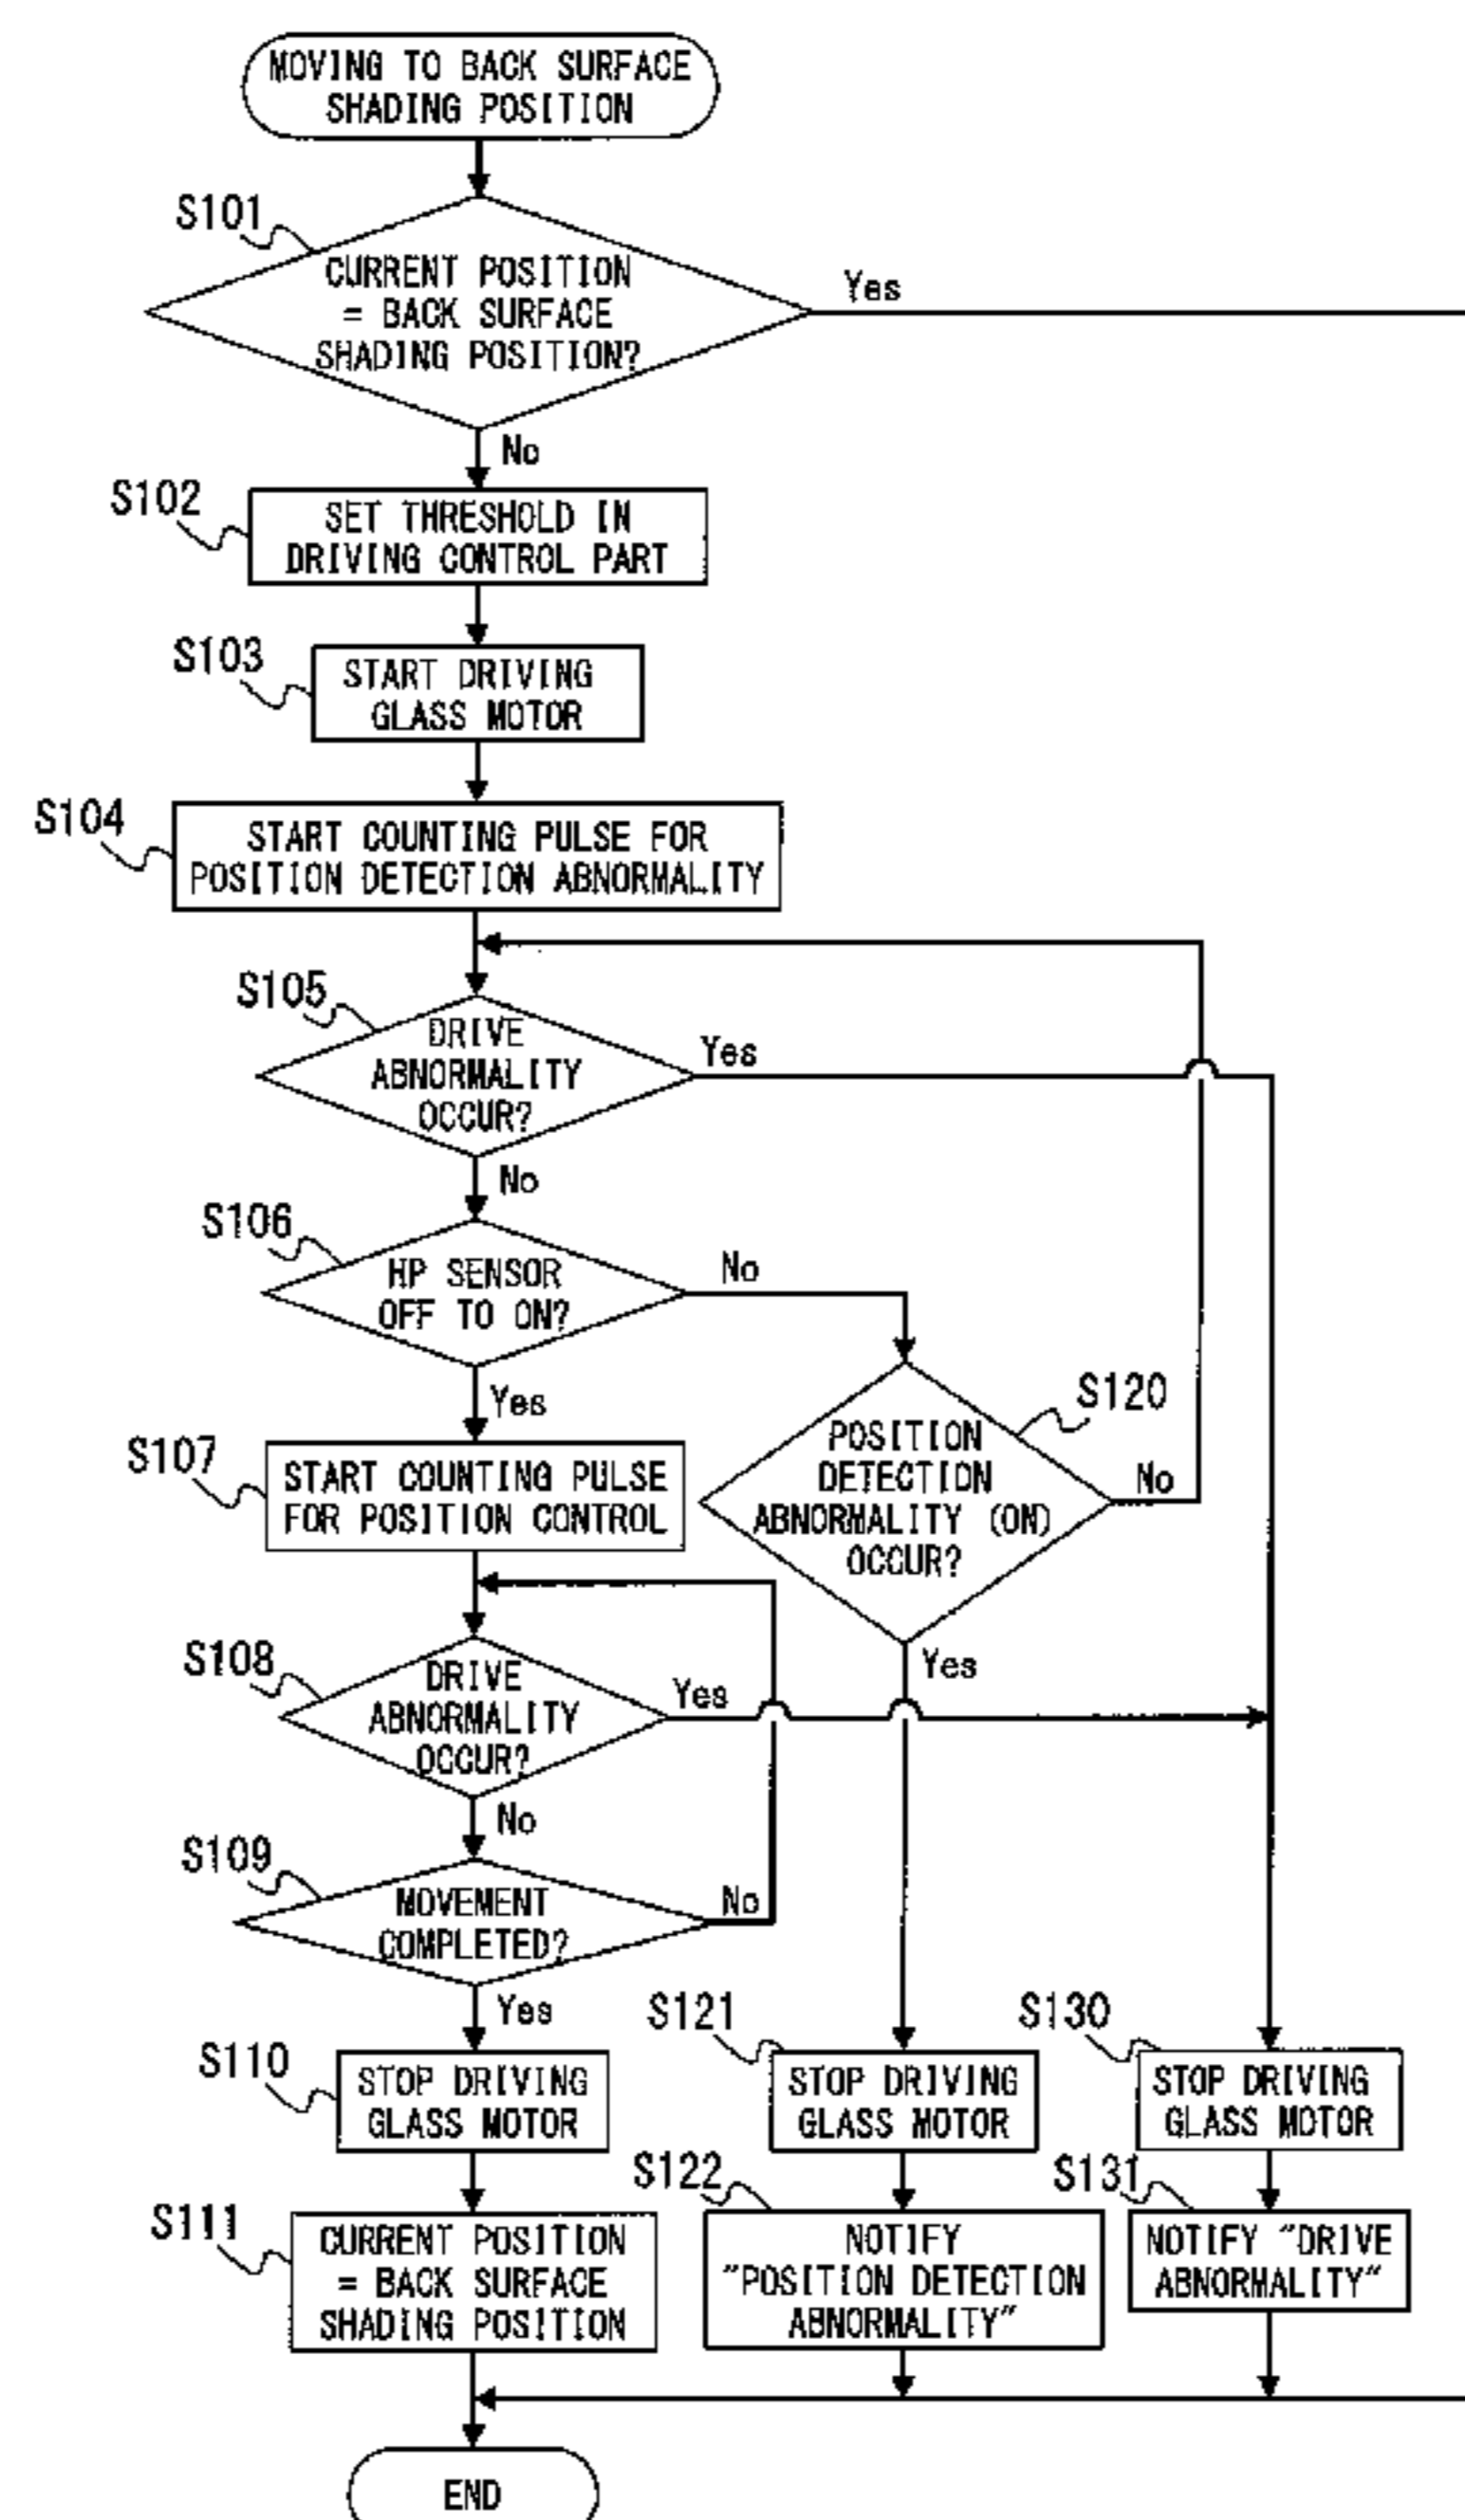 MOVING TO BACK SURFACE
SHADING POSITION
S101
CURRENT POSITION
= BACK SURFACE
SHADING POSITION?
Yes
No
S102
SET THRESHOLD IN
DRIVING CONTROL PART
S103
START DRIVING
GLASS MOTOR
S104
START COUNTING PULSE FOR
POSITION DETECTION ABNORMALITY
S105
DRIVE
ABNORMALITY
OCCUR?
Yes
No
S106
HP SENSOR
OFF TO ON?
No
Yes
S120
POSITION
DETECTION
ABNORMALITY (ON)
OCCUR?
No
Yes
S107
START COUNTING PULSE
FOR POSITION CONTROL
S108
DRIVE
ABNORMALITY
OCCUR?
Yes
No
S109
MOVEMENT
COMPLETED?
No
Yes
S110
STOP DRIVING
GLASS MOTOR
S121
STOP DRIVING
GLASS MOTOR
S130
STOP DRIVING
GLASS MOTOR
S111
CURRENT POSITION
= BACK SURFACE
SHADING POSITION
S122
NOTIFY
"POSITION DETECTION
ABNORMALITY"
S131
NOTIFY "DRIVE
ABNORMALITY"
END